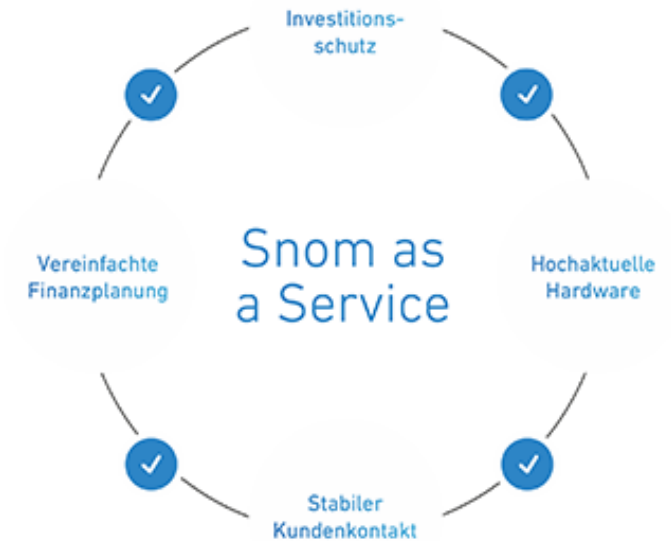 Investitions-
schutz
Vereinfachte
Finanzplanung
Snom as
a Service
Hochaktuelle
Hardware
Stabiler
Kundenkontakt